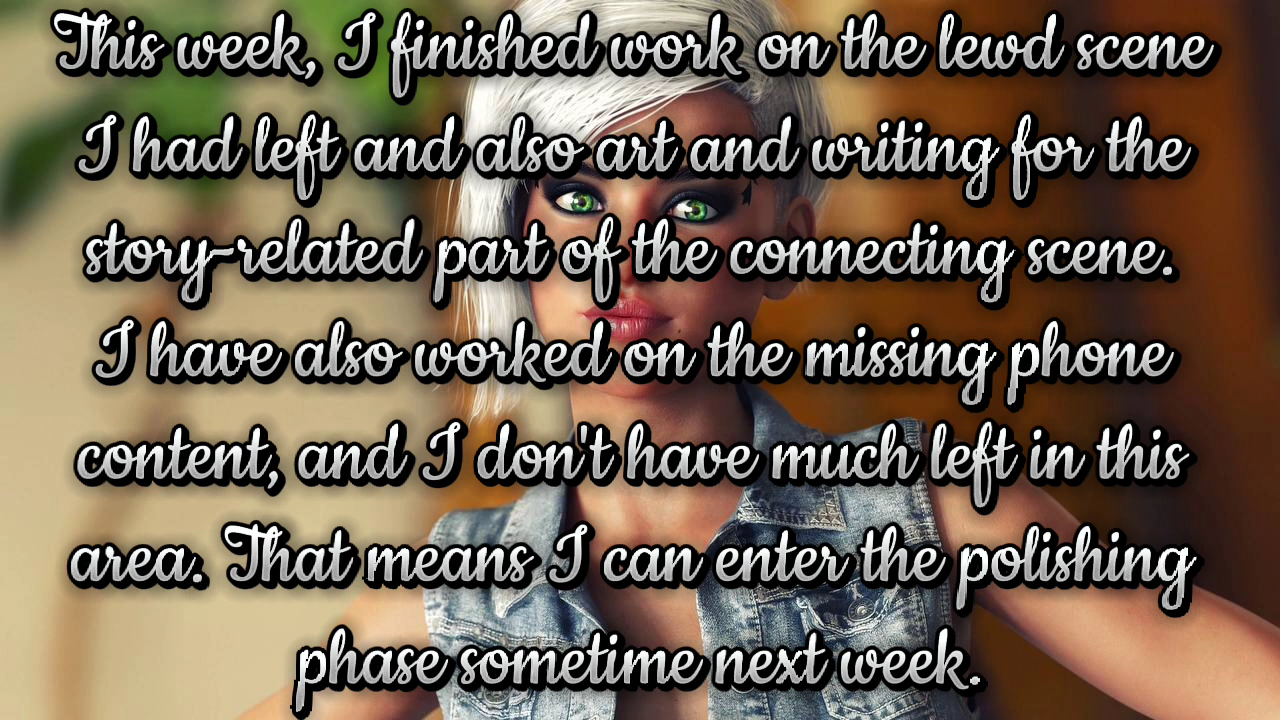 This week, I finished work on the lewd scene
I had left and also art and writing for the
story-related part of the connecting scene.
I have also worked on the missing phone
content, and I don't have much left in this
area. That means I can enter the polishing
phase sometime next week.